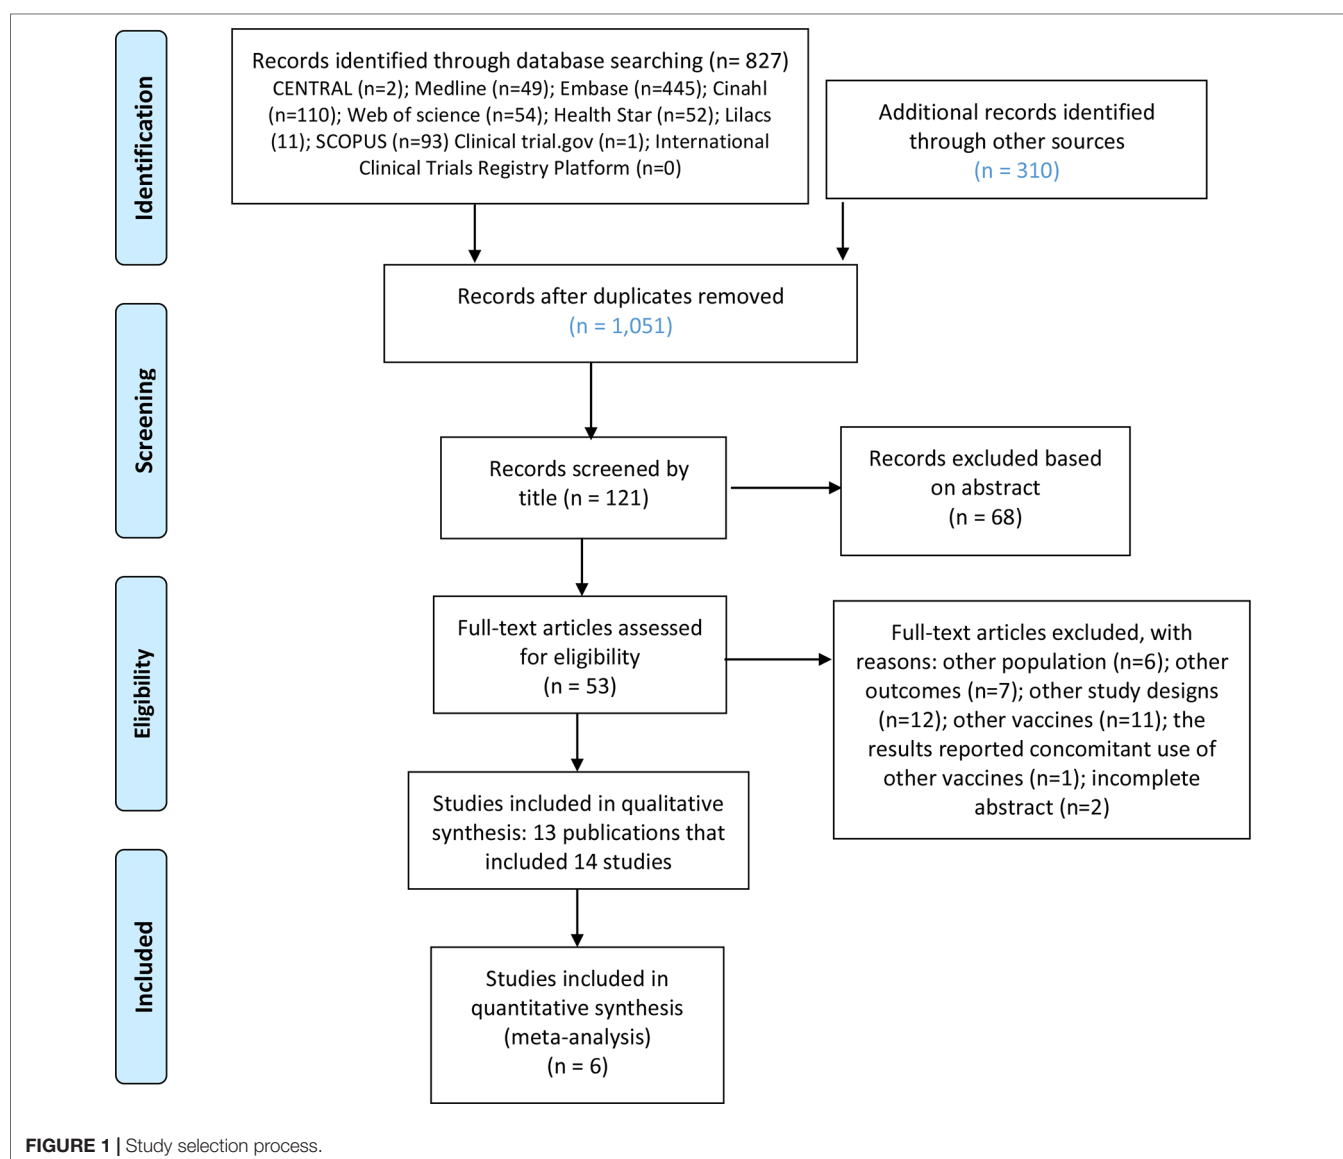 Identification
Records identified through database searching (n= 827)
CENTRAL (n=2); Medline (n=49); Embase (n=445); Cinahl
(n=110); Web of science (n=54); Health Star (n=52); Lilacs
(11); SCOPUS (n=93) Clinical trial.gov (n=1); International
Clinical Trials Registry Platform (n=0)
Additional records identified
through other sources
(n = 310)
Records after duplicates removed
(n = 1,051)
Screening
Records screened by
title (n = 121)
Records excluded based
on abstract
(n = 68)
Eligibility
Full-text articles assessed
for eligibility
(n = 53)
Full-text articles excluded, with
reasons: other population (n=6); other
outcomes (n=7); other study designs
(n=12); other vaccines (n=11); the
results reported concomitant use of
other vaccines (n=1); incomplete
abstract (n=2)
Studies included in qualitative
synthesis: 13 publications that
included 14 studies
Included
Studies included in
quantitative synthesis
(meta-analysis)
(n = 6)
FIGURE 1 | Study selection process.